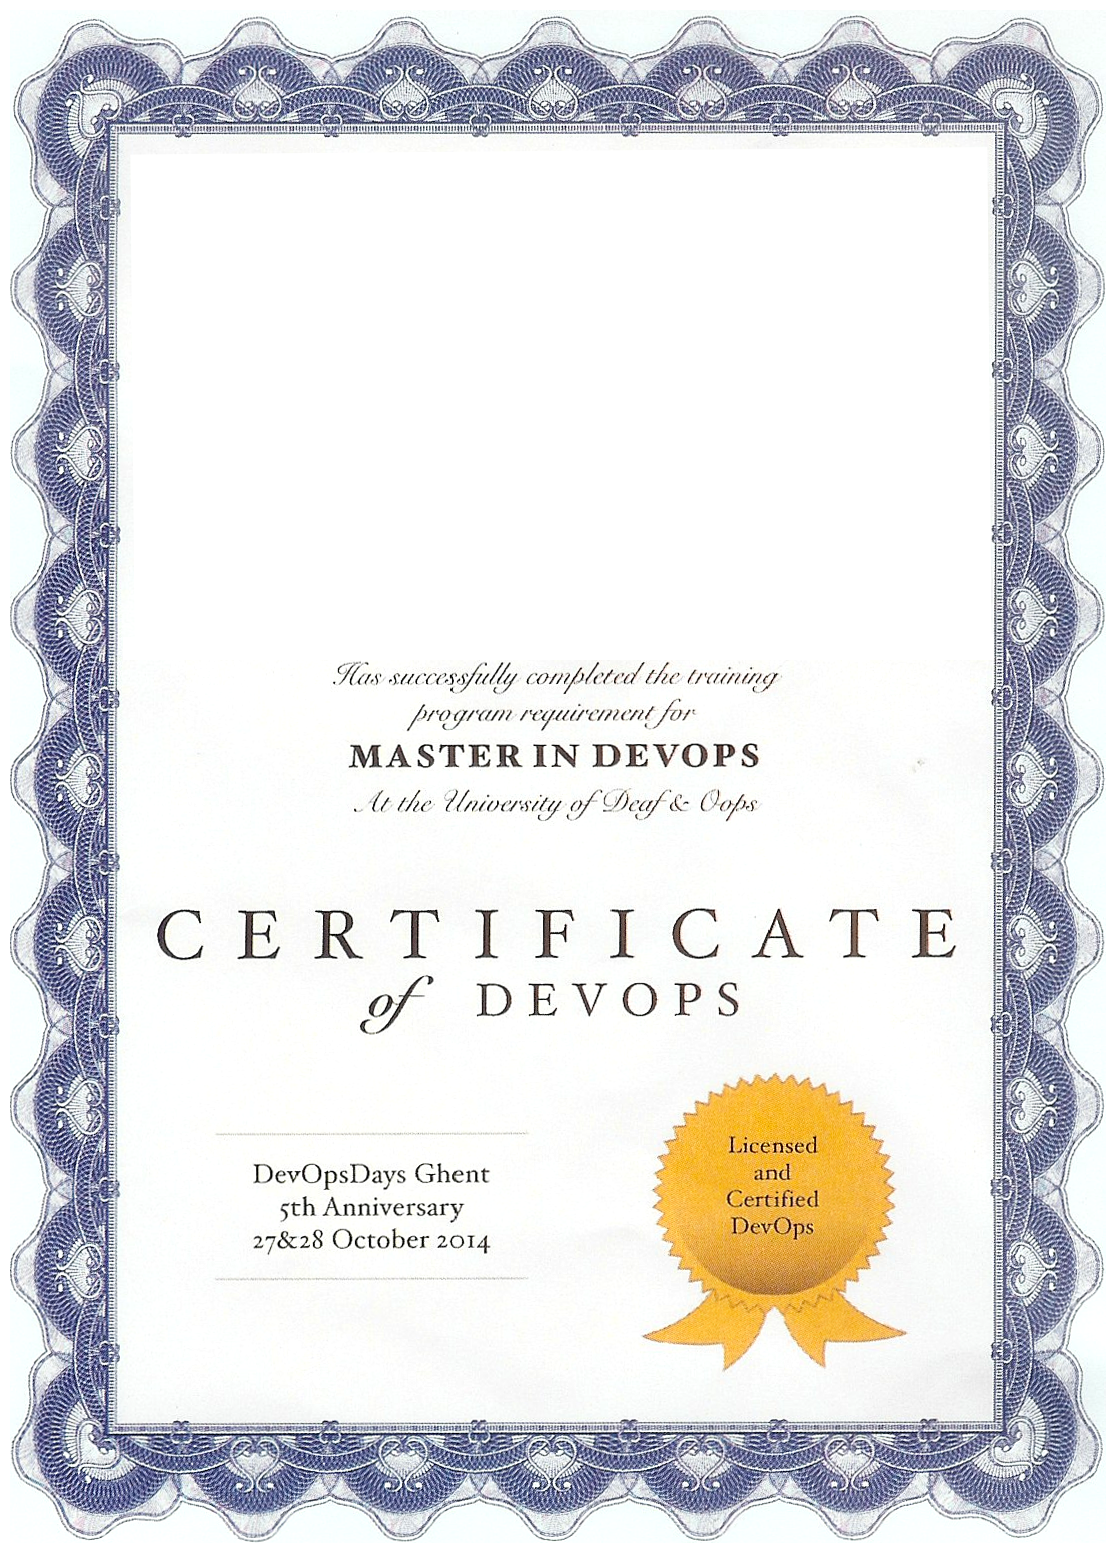 Has successfully completed the training
program requirement for
MASTER IN DEVOPS
At the University of Deaf & Oops
CERTIFICATE
of DEVOPS
DevOpsDays Ghent
5th Anniversary
27&28 October 2014
Licensed
and
Certified
DevOps